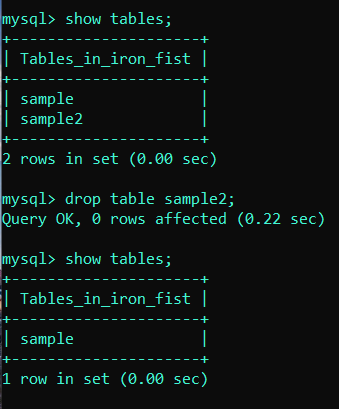 mysql> show tables;
+---------------------+
| Tables_in_iron_fist |
+---------------------+
| sample              |
| sample2             |
+---------------------+
2 rows in set (0.00 sec)

mysql> drop table sample2;
Query OK, 0 rows affected (0.22 sec)

mysql> show tables;
+---------------------+
| Tables_in_iron_fist |
+---------------------+
| sample              |
+---------------------+
1 row in set (0.00 sec)